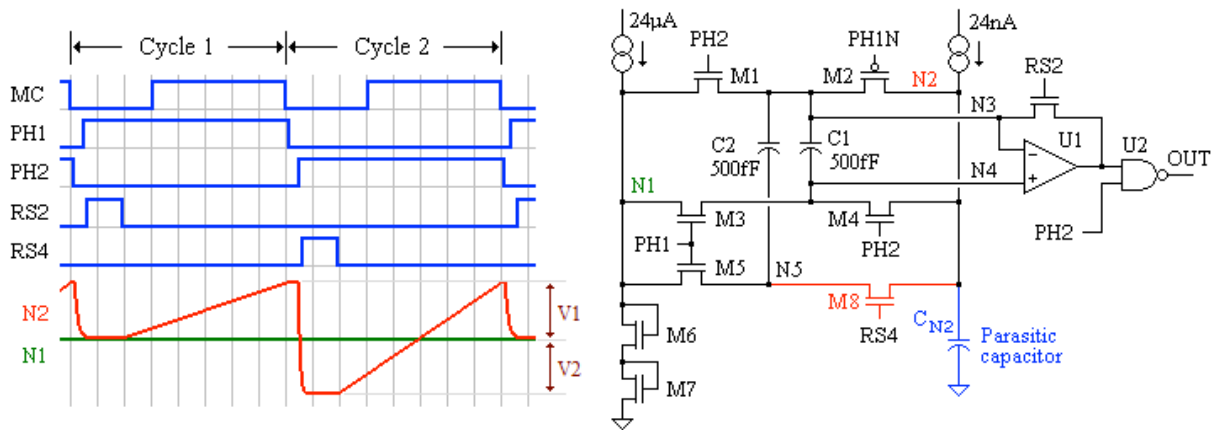 Cycle 1
Cycle 2
MC
PH1
PH2
RS2
RS4
N2
N1
V1
V2
24µA
24nA
PH2
PH1N
RS2
M1
M2
N2
N3
C2
500fF
C1
500fF
U1
U2
OUT
N1
N4
M3
M4
PH1
PH2
PH2
M5
N5
M8
RS4
CN2
Parasitic
capacitor
M6
M7